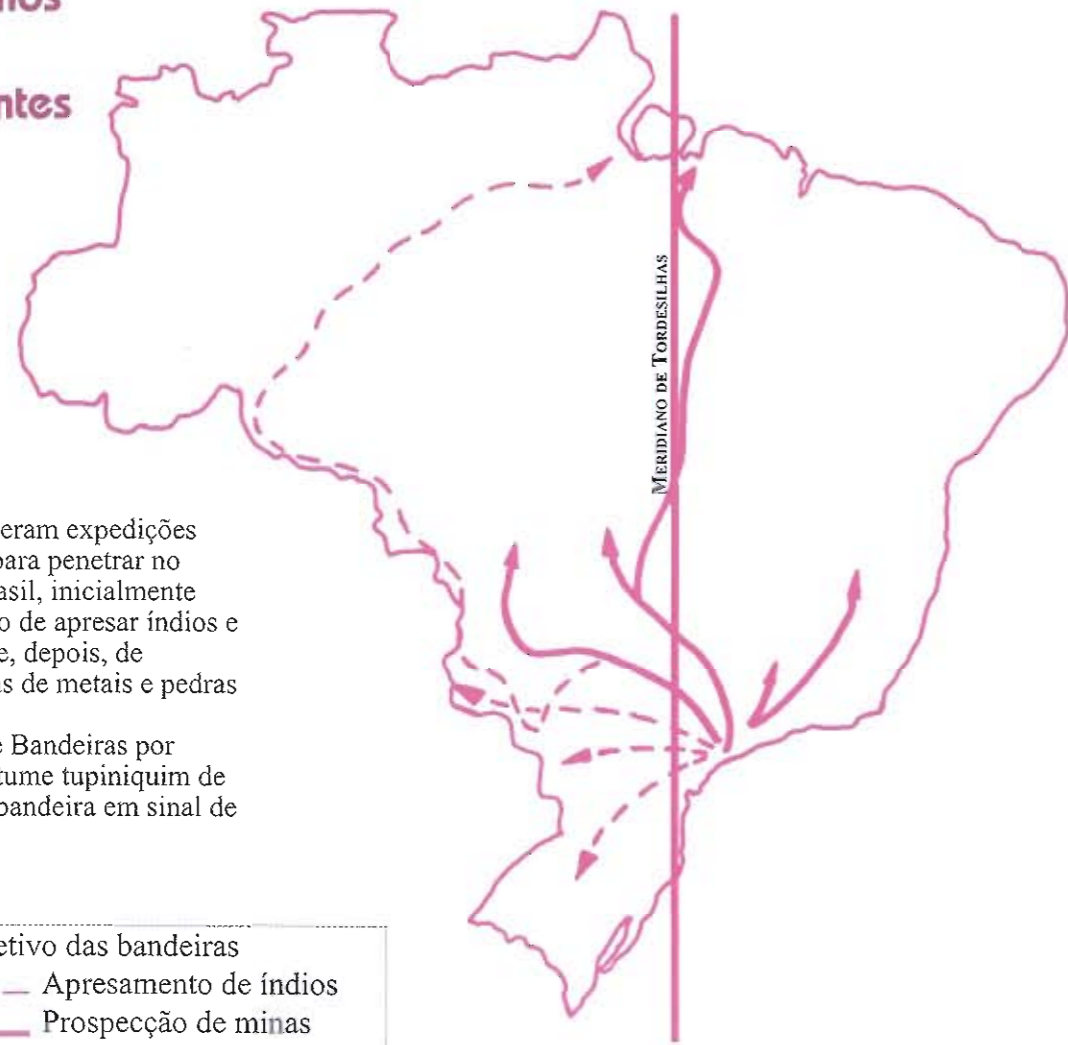 nos
ntes
MERIDIANO DE TORDESILHAS
eram expedições
para penetrar no
asil, inicialmente
o de apresar índios e
e, depois, de
as de metais e pedras
e Bandeiras por
tume tupiniquim de
bandeira em sinal de
etivo das bandeiras
Apresamento de índios
Prospecção de minas